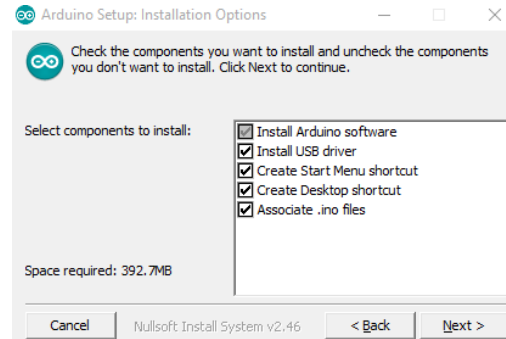 Arduino Setup: Installation Options
Check the components you want to install and uncheck the components
you don't want to install. Click Next to continue.
Select components to install:
Install Arduino software
Install USB driver
Create Start Menu shortcut
Create Desktop shortcut
Associate .ino files
Space required: 392.7MB
Cancel
Nullsoft Install System v2.46
< Back
Next >